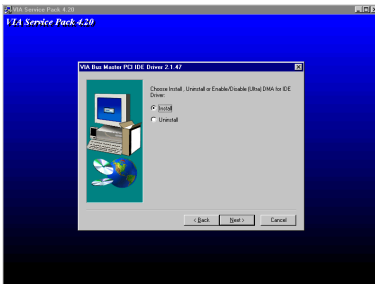 VIA Service Pack 4.20
VIA Service Pack 4.20
VIA Bus Master PCI IDE Driver 2.1.47
Choose Install, Uninstall or Enable/Disable (Ultra) DMA for IDE
Driver:
Install
Uninstall
< Back
Next >
Cancel